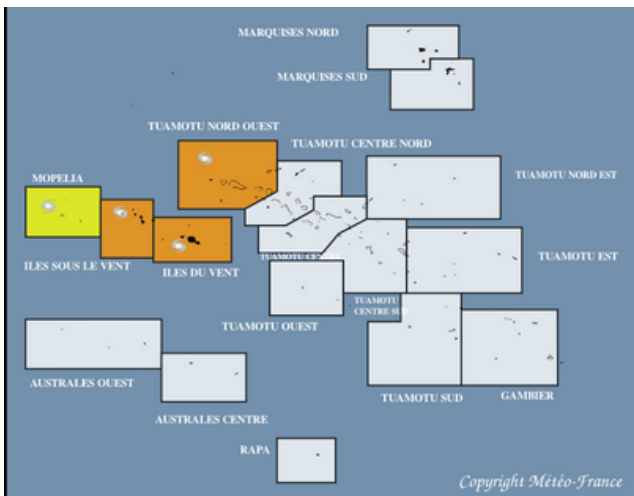 MARQUISES NORD
MARQUISES SUD
TUAMOTU NORD OUEST
TUAMOTU CENTRE NORD
MOPELIA
TUAMOTU NORD EST
ILES SOUS LE VENT
ILES DU VENT
TUAMOTU
TUAMOTU EST
TUAMOTU OUEST
TUAMOTU
CENTRE SUD
AUSTRALES OUEST
TUAMOTU SUD
GAMBIER
AUSTRALES CENTRE
RAPA
Copyright Météo-France